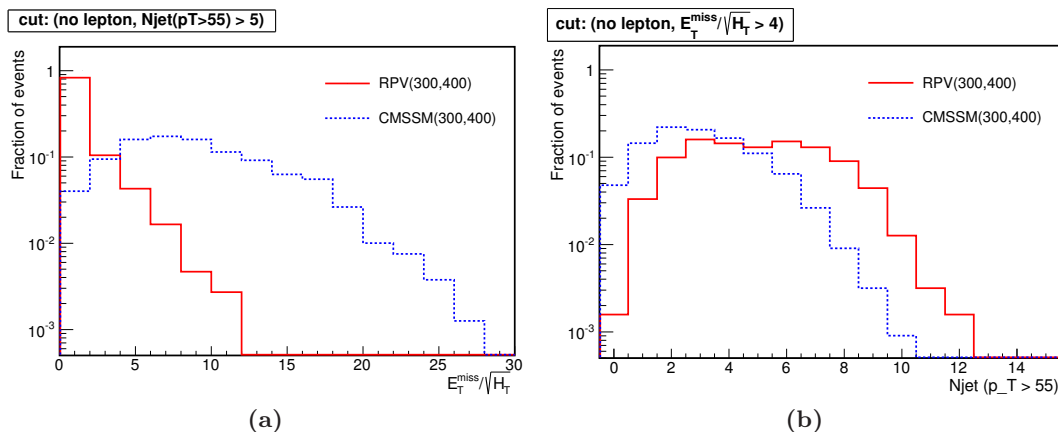 cut: (no lepton, Njet(pT>55) > 5)
Fraction of events
1
10^-1
10^-2
10^-3
RPV(300,400)
CMSSM(300,400)
0 5 10 15 20 25 30
E_T^miss/√H_T
(a)
cut: (no lepton, E_T^miss/√H_T > 4)
Fraction of events
1
10^-1
10^-2
10^-3
RPV(300,400)
CMSSM(300,400)
0 2 4 6 8 10 12 14
Njet (p_T > 55)
(b)